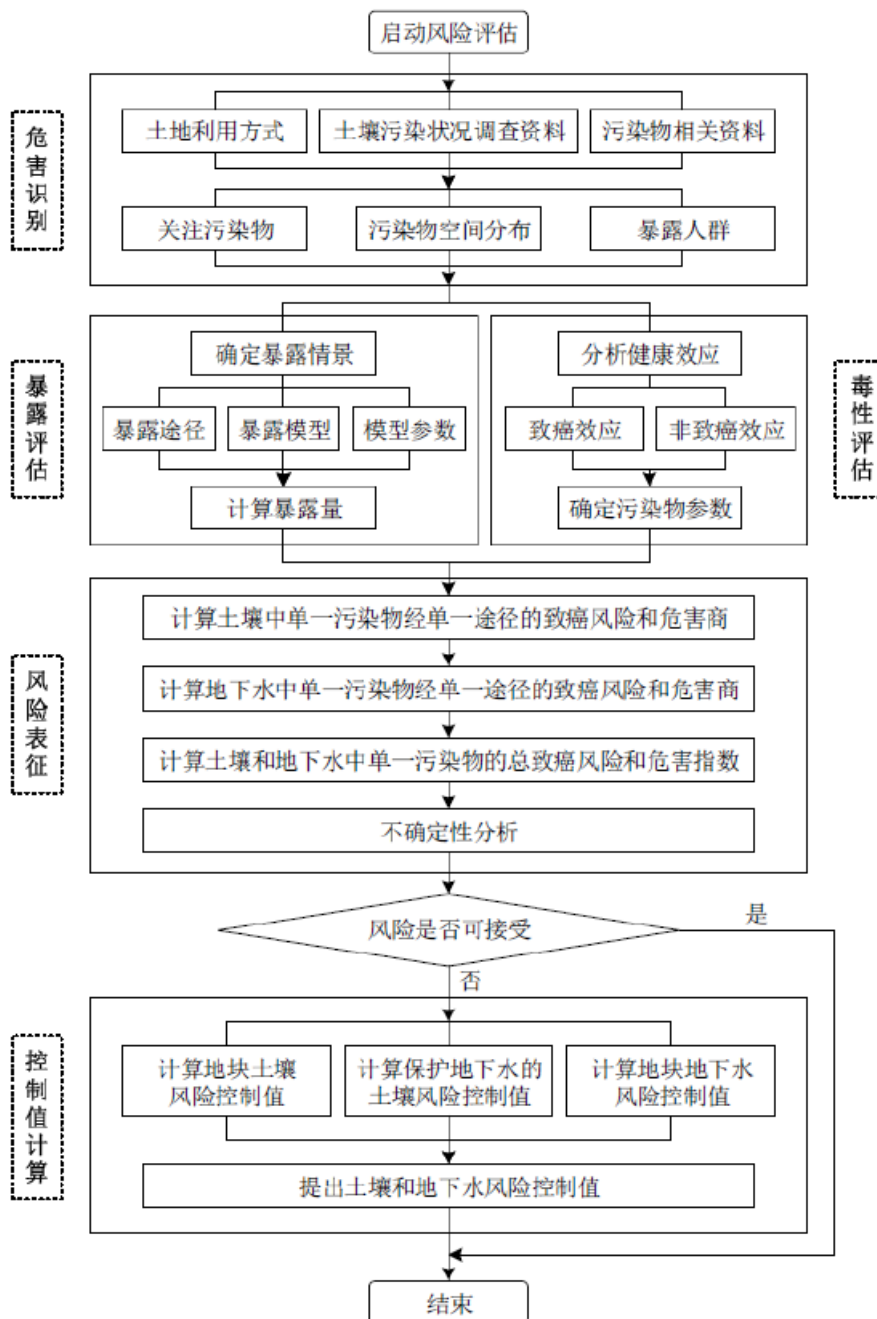 启动风险评估
危害识别
土地利用方式
土壤污染状况调查资料
污染物相关资料
关注污染物
污染物空间分布
暴露人群
暴露评估
确定暴露情景
暴露途径
暴露模型
模型参数
计算暴露量
分析健康效应
致癌效应
非致癌效应
确定污染物参数
毒性评估
风险表征
计算土壤中单一污染物经单一途径的致癌风险和危害商
计算地下水中单一污染物经单一途径的致癌风险和危害商
计算土壤和地下水中单一污染物的总致癌风险和危害指数
不确定性分析
风险是否可接受
是
否
控制值计算
计算地块土壤
风险控制值
计算保护地下水的
土壤风险控制值
计算地块地下水
风险控制值
提出土壤和地下水风险控制值
结束